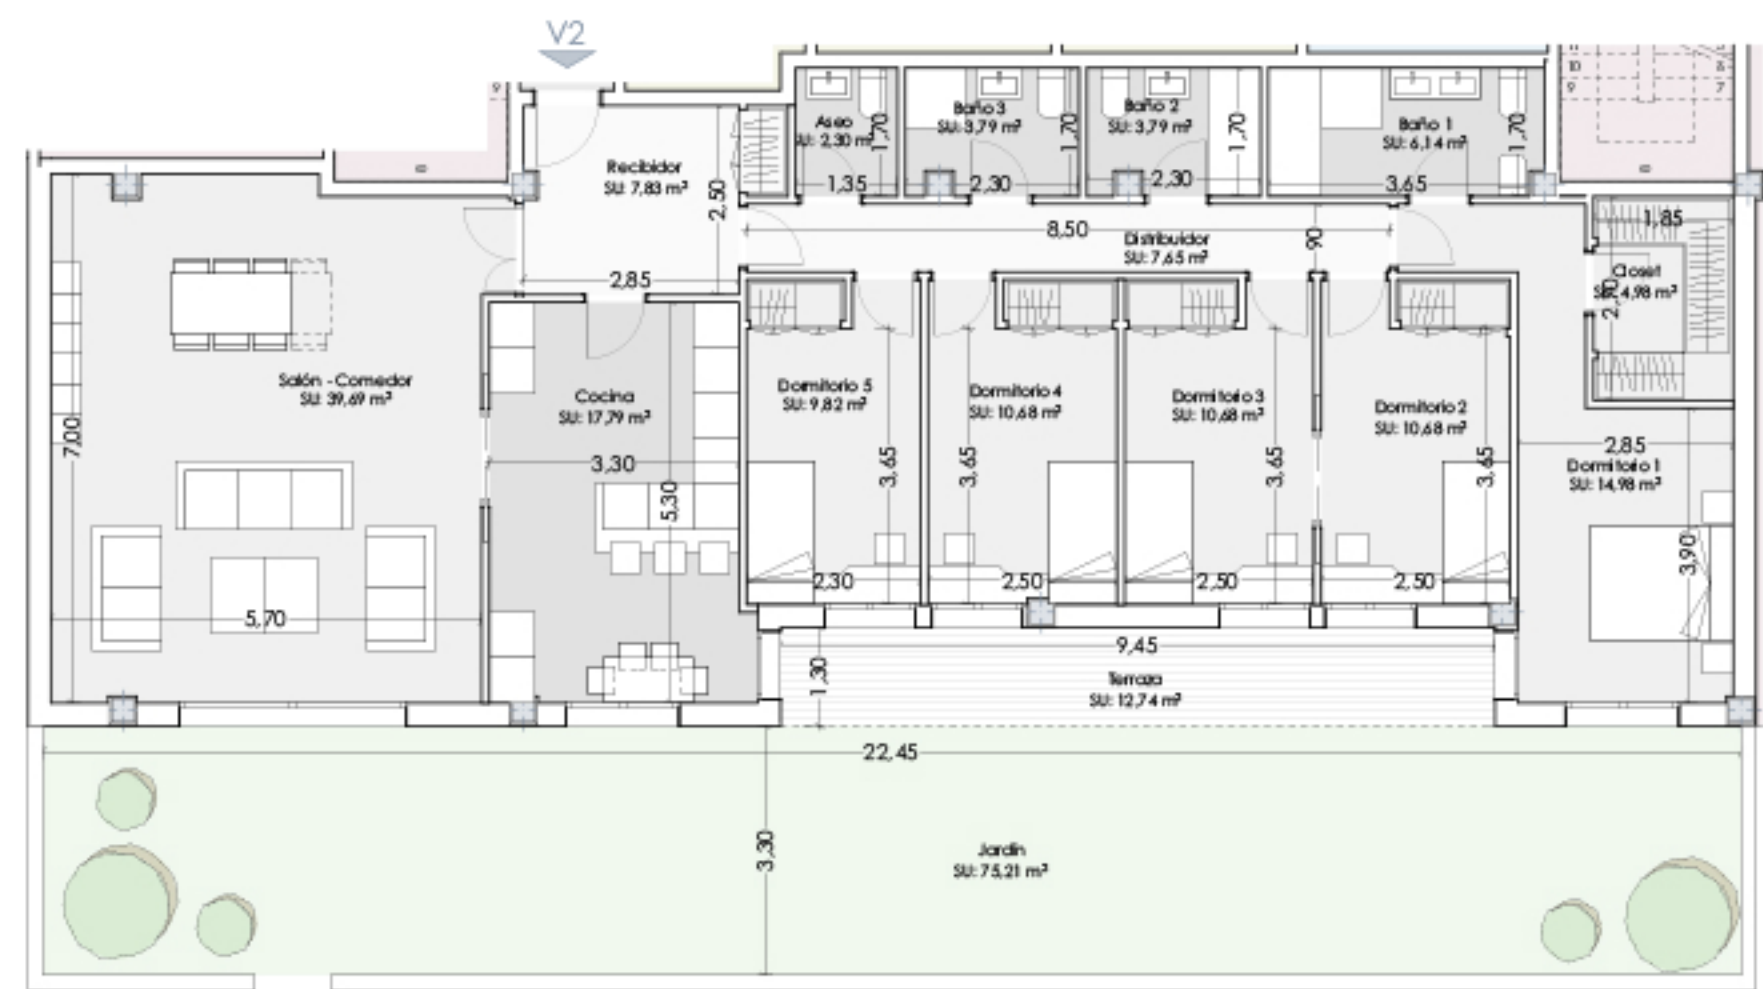 V2
Aseo
SU: 2,30 m²
1,70
1,35
Baño 3
SU: 3,79 m²
1,70
2,30
Baño 2
SU: 3,79 m²
1,70
2,30
Baño 1
SU: 6,14 m²
1,70
3,65
10
9
8
7
9
Recibidor
SU: 7,83 m²
2,50
2,85
8,50
Distribuidor
SU: 7,65 m²
90
1,85
Closet
SU: 4,98 m²
Salón - Comedor
SU: 39,69 m²
7,00
5,70
Cocina
SU: 17,79 m²
3,30
5,30
Dormitorio 5
SU: 9,82 m²
3,65
2,30
Dormitorio 4
SU: 10,68 m²
3,65
2,50
Dormitorio 3
SU: 10,68 m²
3,65
2,50
Dormitorio 2
SU: 10,68 m²
3,65
2,50
2,85
Dormitorio 1
SU: 14,98 m²
3,90
9,45
1,30
Terraza
SU: 12,74 m²
22,45
3,30
Jardín
SU: 75,21 m²